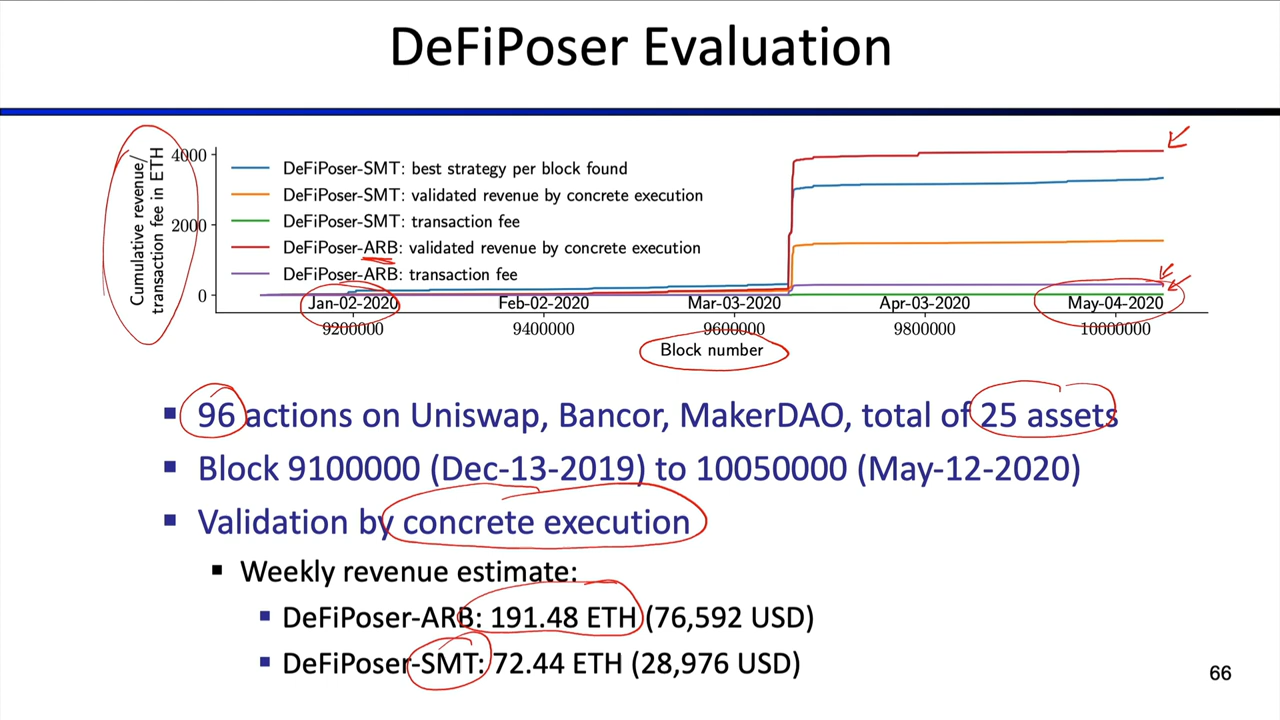 DeFiPoser Evaluation
Cumulative revenue/
transaction fee in ETH
4000
2000
0
DeFiPoser-SMT: best strategy per block found
DeFiPoser-SMT: validated revenue by concrete execution
DeFiPoser-SMT: transaction fee
DeFiPoser-ARB: validated revenue by concrete execution
DeFiPoser-ARB: transaction fee
Jan-02-2020 Feb-02-2020 Mar-03-2020 Apr-03-2020 May-04-2020
9200000 9400000 9600000 9800000 10000000
Block number
▪ 96 actions on Uniswap, Bancor, MakerDAO, total of 25 assets
▪ Block 9100000 (Dec-13-2019) to 10050000 (May-12-2020)
▪ Validation by concrete execution
▪ Weekly revenue estimate:
▪ DeFiPoser-ARB: 191.48 ETH (76,592 USD)
▪ DeFiPoser-SMT: 72.44 ETH (28,976 USD)
66